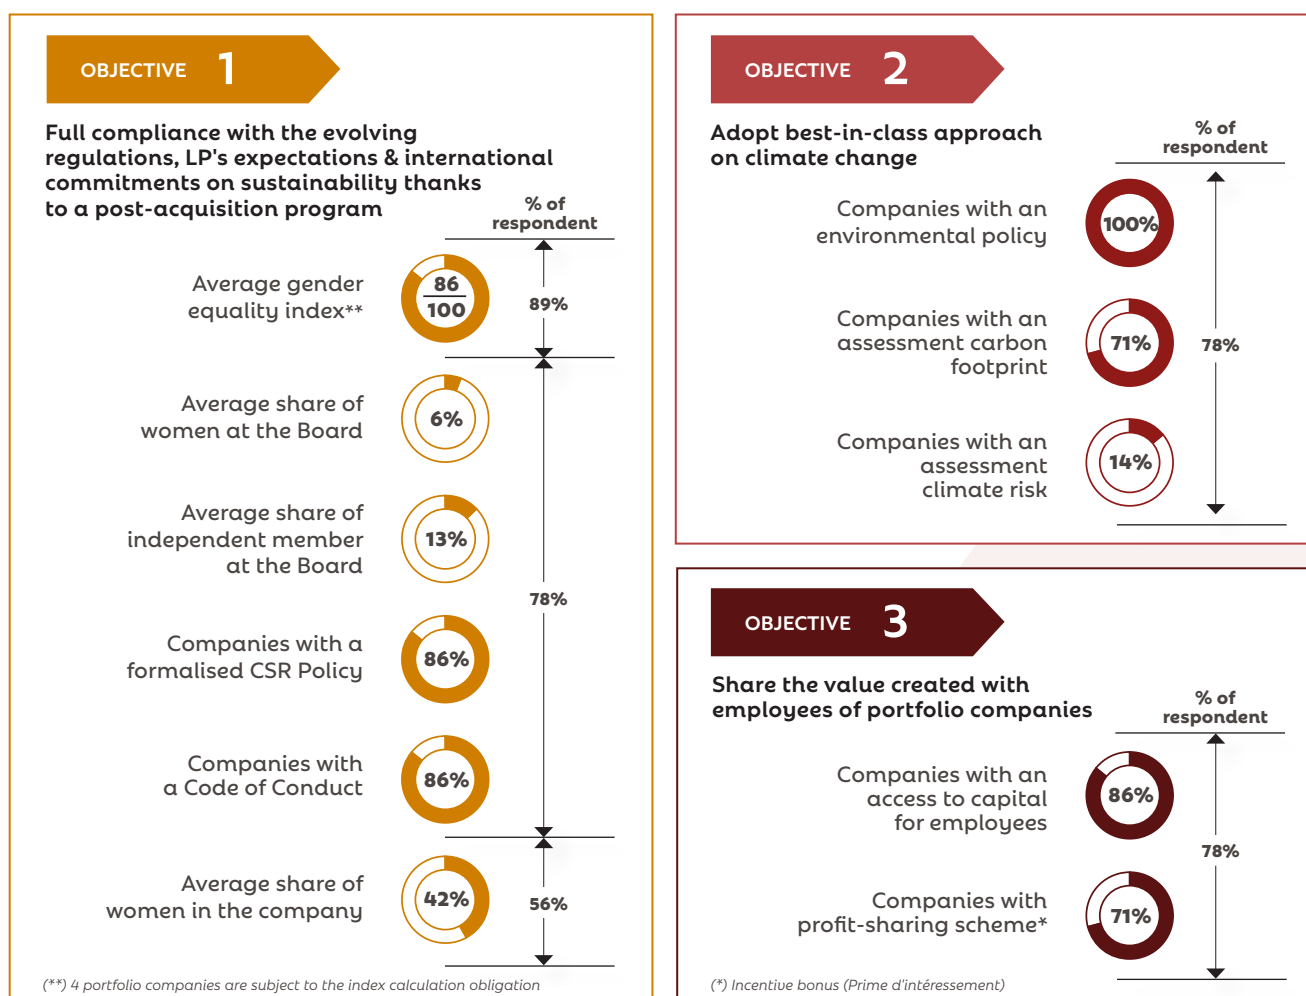 OBJECTIVE 1
Full compliance with the evolving
regulations, LP's expectations & international
commitments on sustainability thanks
to a post-acquisition program
% of
respondent
Average gender
equality index**
86
100
89%
Average share of
women at the Board
6%
Average share of
independent member
at the Board
13%
78%
Companies with a
formalised CSR Policy
86%
Companies with
a Code of Conduct
86%
Average share of
women in the company
42%
56%
(**) 4 portfolio companies are subject to the index calculation obligation
OBJECTIVE 2
Adopt best-in-class approach
on climate change
% of
respondent
Companies with an
environmental policy
100%
Companies with an
assessment carbon
footprint
71%
78%
Companies with an
assessment
climate risk
14%
OBJECTIVE 3
Share the value created with
employees of portfolio companies
% of
respondent
Companies with an
access to capital
for employees
86%
78%
Companies with
profit-sharing scheme*
71%
(*) Incentive bonus (Prime d'intéressement)